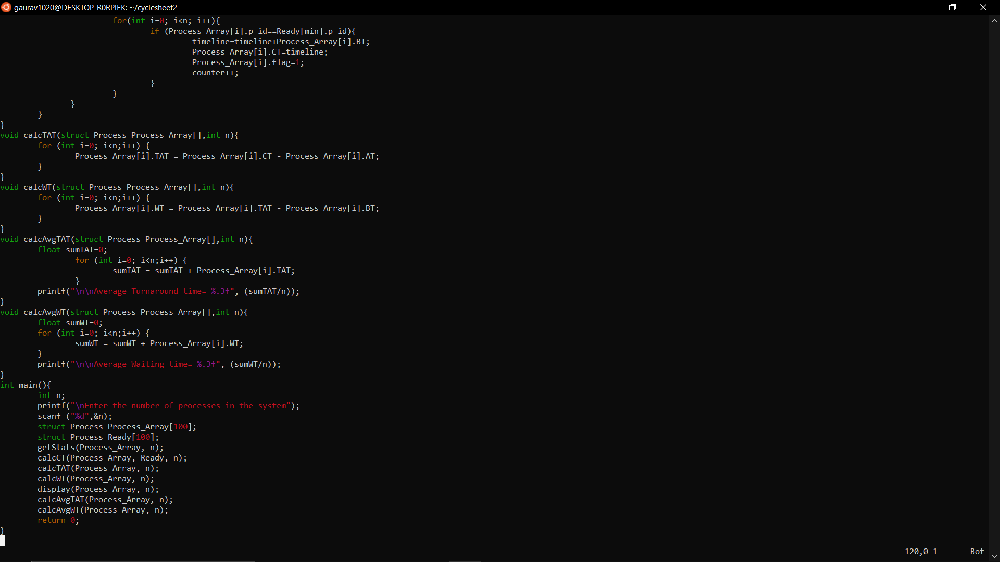 gaurav1020@DESKTOP-R0RPIEK: ~/cyclesheet2
                        for(int i=0; i<n; i++){
                                if (Process_Array[i].p_id==Ready[min].p_id){
                                         timeline=timeline+Process_Array[i].BT;
                                         Process_Array[i].CT=timeline;
                                         Process_Array[i].flag=1;
                                         counter++;
                                }
                        }
               }
        }
}
void calcTAT(struct Process Process_Array[],int n){
        for (int i=0; i<n;i++) {
                Process_Array[i].TAT = Process_Array[i].CT - Process_Array[i].AT;
        }
}
void calcWT(struct Process Process_Array[],int n){
        for (int i=0; i<n;i++) {
                Process_Array[i].WT = Process_Array[i].TAT - Process_Array[i].BT;
        }
}
void calcAvgTAT(struct Process Process_Array[],int n){
        float sumTAT=0;
                for (int i=0; i<n;i++) {
                        sumTAT = sumTAT + Process_Array[i].TAT;
                }
        printf("\n\nAverage Turnaround time= %.3f", (sumTAT/n));
}
void calcAvgWT(struct Process Process_Array[],int n){
        float sumWT=0;
        for (int i=0; i<n;i++) {
                sumWT = sumWT + Process_Array[i].WT;
        }
        printf("\n\nAverage Waiting time= %.3f", (sumWT/n));
}
int main(){
        int n;
        printf("\nEnter the number of processes in the system");
        scanf ("%d",&n);
        struct Process Process_Array[100];
        struct Process Ready[100];
        getStats(Process_Array, n);
        calcCT(Process_Array, Ready, n);
        calcTAT(Process_Array, n);
        calcWT(Process_Array, n);
        display(Process_Array, n);
        calcAvgTAT(Process_Array, n);
        calcAvgWT(Process_Array, n);
        return 0;
}
120,0-1 Bot